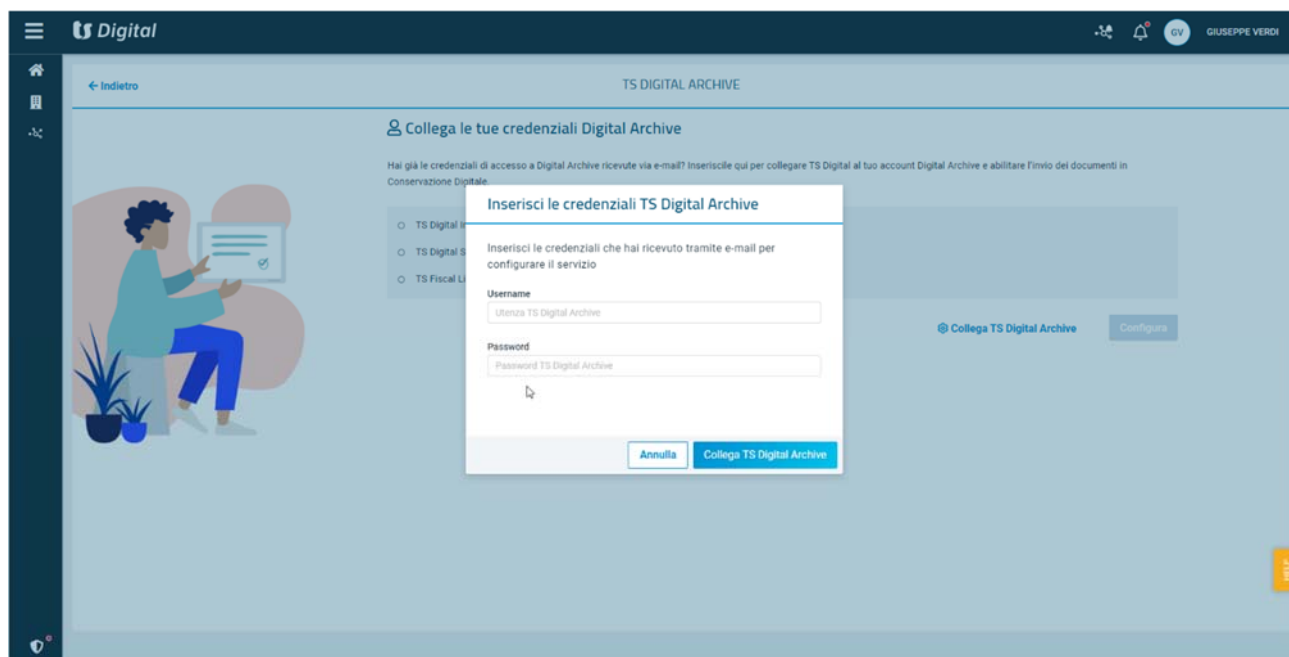 ts Digital
GV
GIUSEPPE VERDI
← Indietro
TS DIGITAL ARCHIVE
Collega le tue credenziali Digital Archive
Hai già le credenziali di accesso a Digital Archive ricevute via e-mail? Inseriscile qui per collegare TS Digital al tuo account Digital Archive e abilitare l'invio dei documenti in
Conservazione Digitale
TS Digital
TS Digital
TS Fiscal
Inserisci le credenziali TS Digital Archive
Inserisci le credenziali che hai ricevuto tramite e-mail per
configurare il servizio
Username
Utenza TS Digital Archive
Password
Password TS Digital Archive
Annulla
Collega TS Digital Archive
Collega TS Digital Archive
Configura
HELP